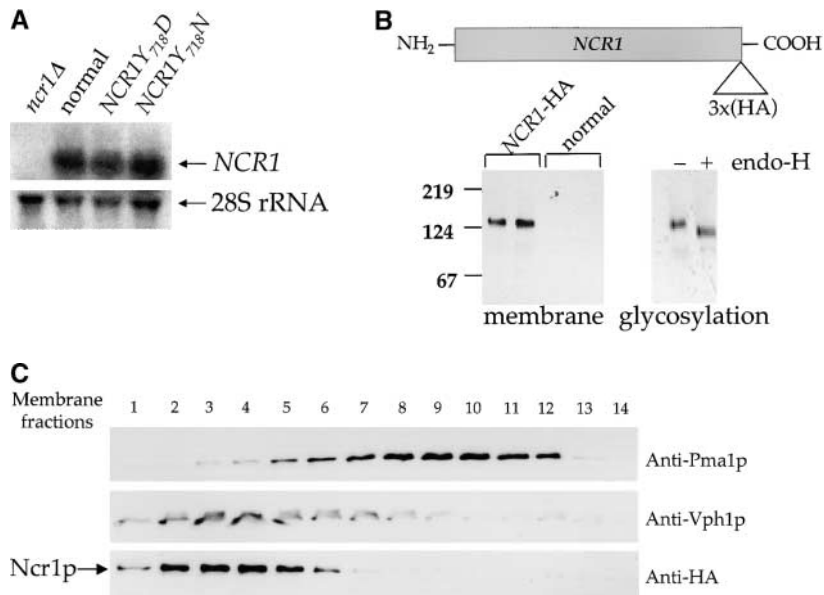 A
ncr1Δ
normal
NCR1Y718D
NCR1Y718N
NCR1
28S rRNA
B
NH2 NCR1 COOH
3x(HA)
NCR1-HA
normal
− + endo-H
219
124
67
membrane glycosylation
C
Membrane fractions 1 2 3 4 5 6 7 8 9 10 11 12 13 14
Anti-Pma1p
Anti-Vph1p
Ncr1p Anti-HA